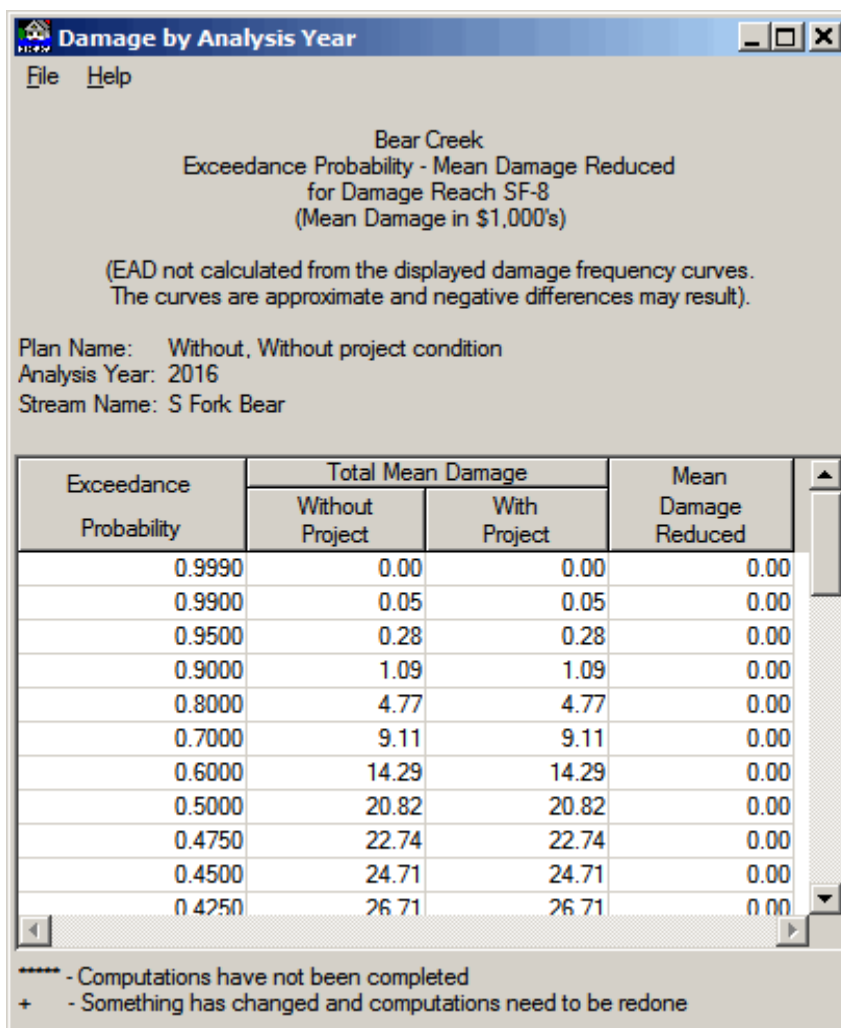 Damage by Analysis Year
File Help
Bear Creek
Exceedance Probability - Mean Damage Reduced
for Damage Reach SF-8
(Mean Damage in $1,000's)
(EAD not calculated from the displayed damage frequency curves.
The curves are approximate and negative differences may result).
Plan Name: Without, Without project condition
Analysis Year: 2016
Stream Name: S Fork Bear
Exceedance Probability Total Mean Damage Mean Damage Reduced
Without Project With Project
0.9990 0.00 0.00 0.00
0.9900 0.05 0.05 0.00
0.9500 0.28 0.28 0.00
0.9000 1.09 1.09 0.00
0.8000 4.77 4.77 0.00
0.7000 9.11 9.11 0.00
0.6000 14.29 14.29 0.00
0.5000 20.82 20.82 0.00
0.4750 22.74 22.74 0.00
0.4500 24.71 24.71 0.00
0.4250 26.71 26.71 0.00
***** - Computations have not been completed
+ - Something has changed and computations need to be redone